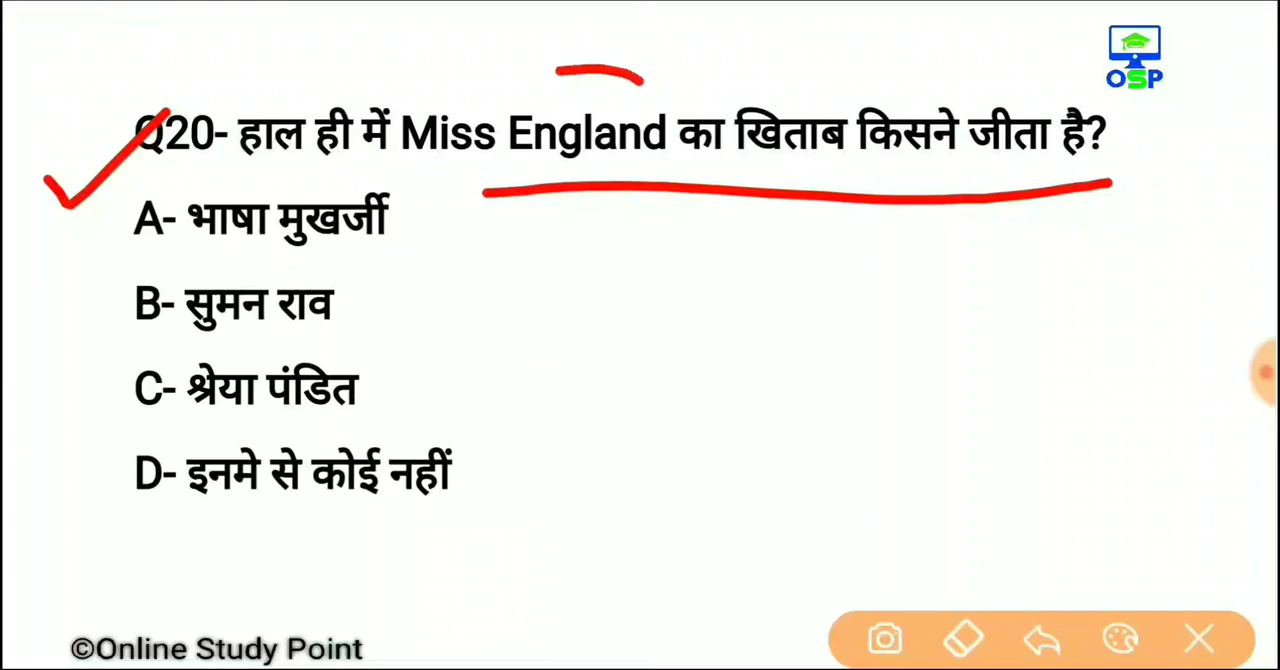 OSP
Q20- हाल ही में Miss England का खिताब किसने जीता है?
A- भाषा मुखर्जी
B- सुमन राव
C- श्रेया पंडित
D- इनमे से कोई नहीं
©Online Study Point